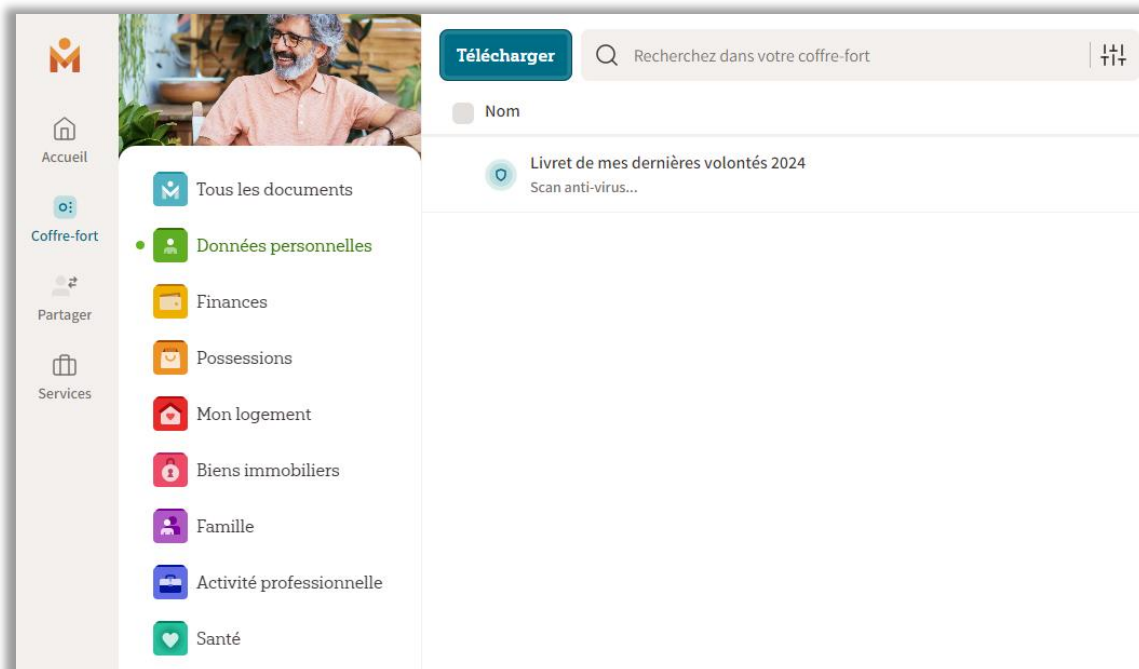 Accueil
Coffre-fort
Partager
Services
Tous les documents
Données personnelles
Finances
Possessions
Mon logement
Biens immobiliers
Famille
Activité professionnelle
Santé
Télécharger
Recherchez dans votre coffre-fort
Nom
Livret de mes dernières volontés 2024
Scan anti-virus...